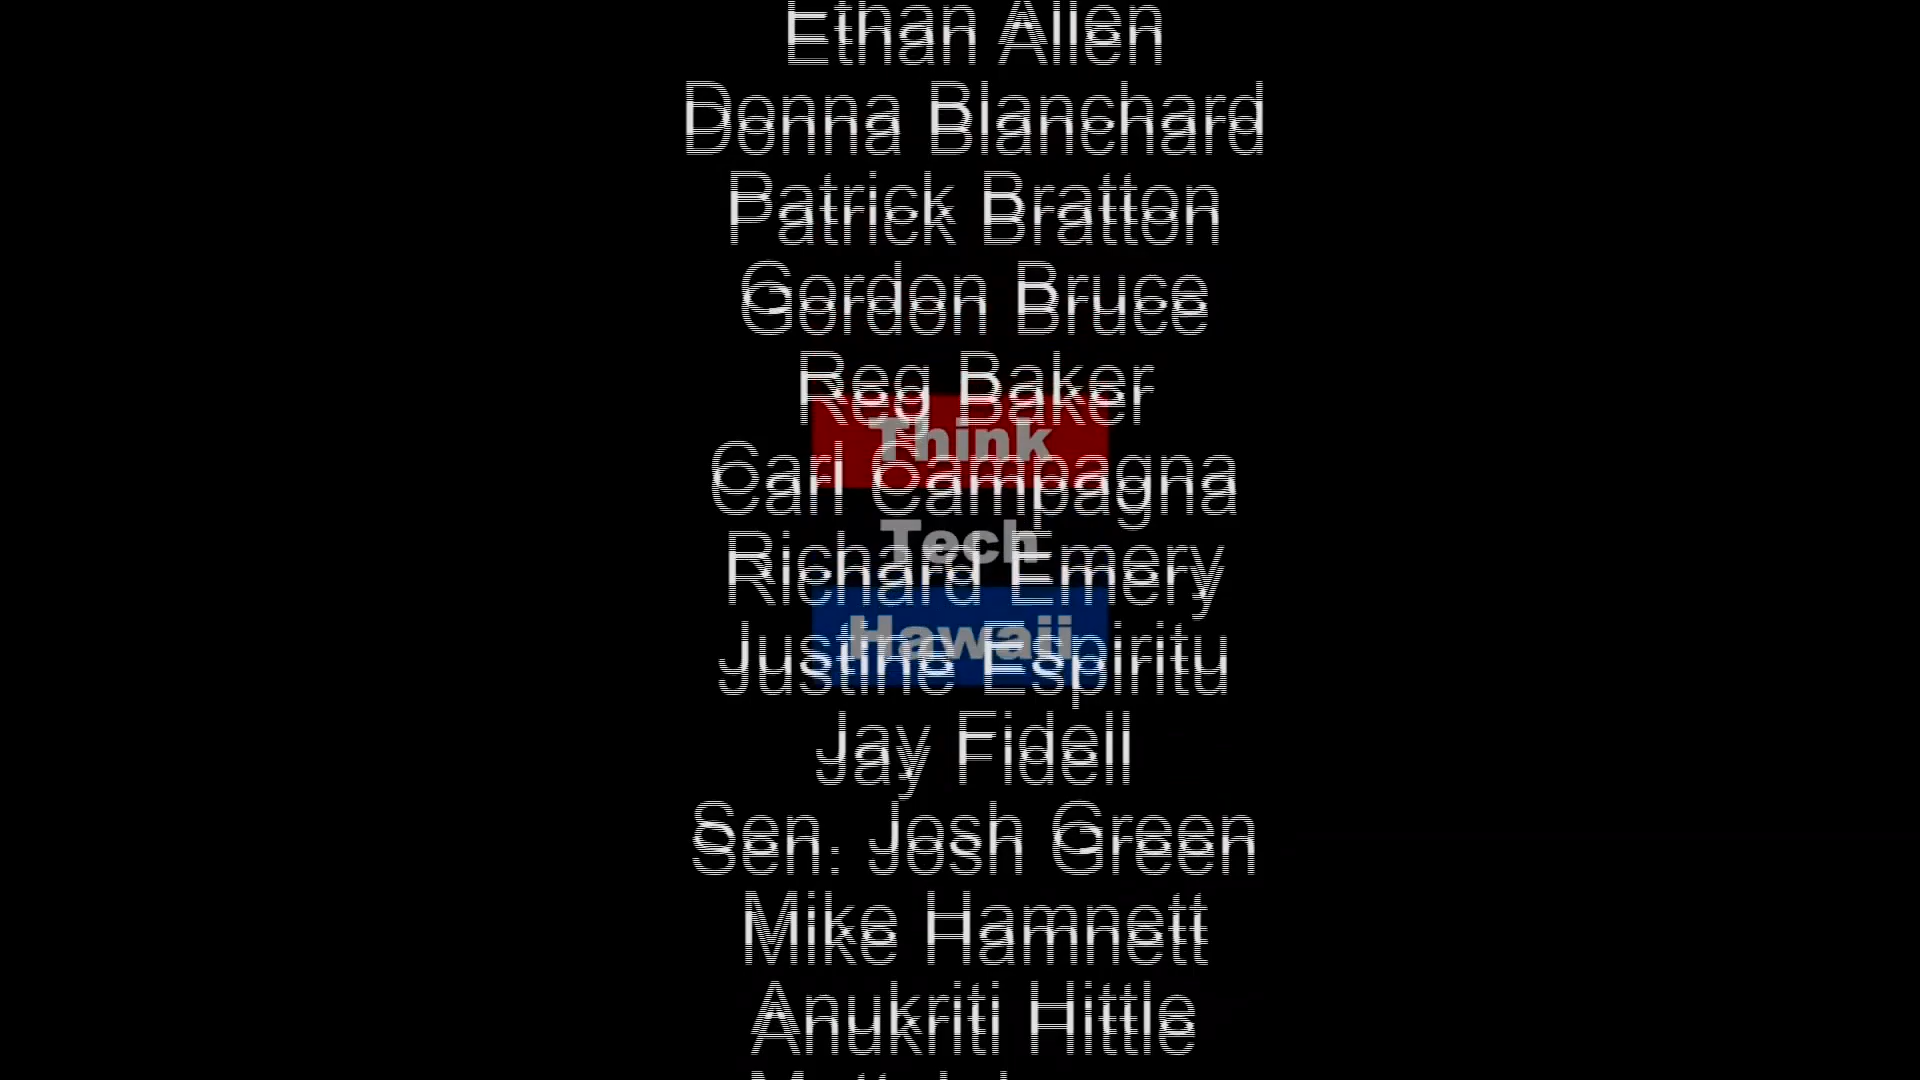 Ethan Allen
Donna Blanchard
Patrick Bratton
Gordon Bruce
Reg Baker
Think
Carl Campagna
Tech
Richard Emery
Hawaii
Justine Espiritu
Jay Fidell
Sen. Josh Green
Mike Hamnett
Anukriti Hittle